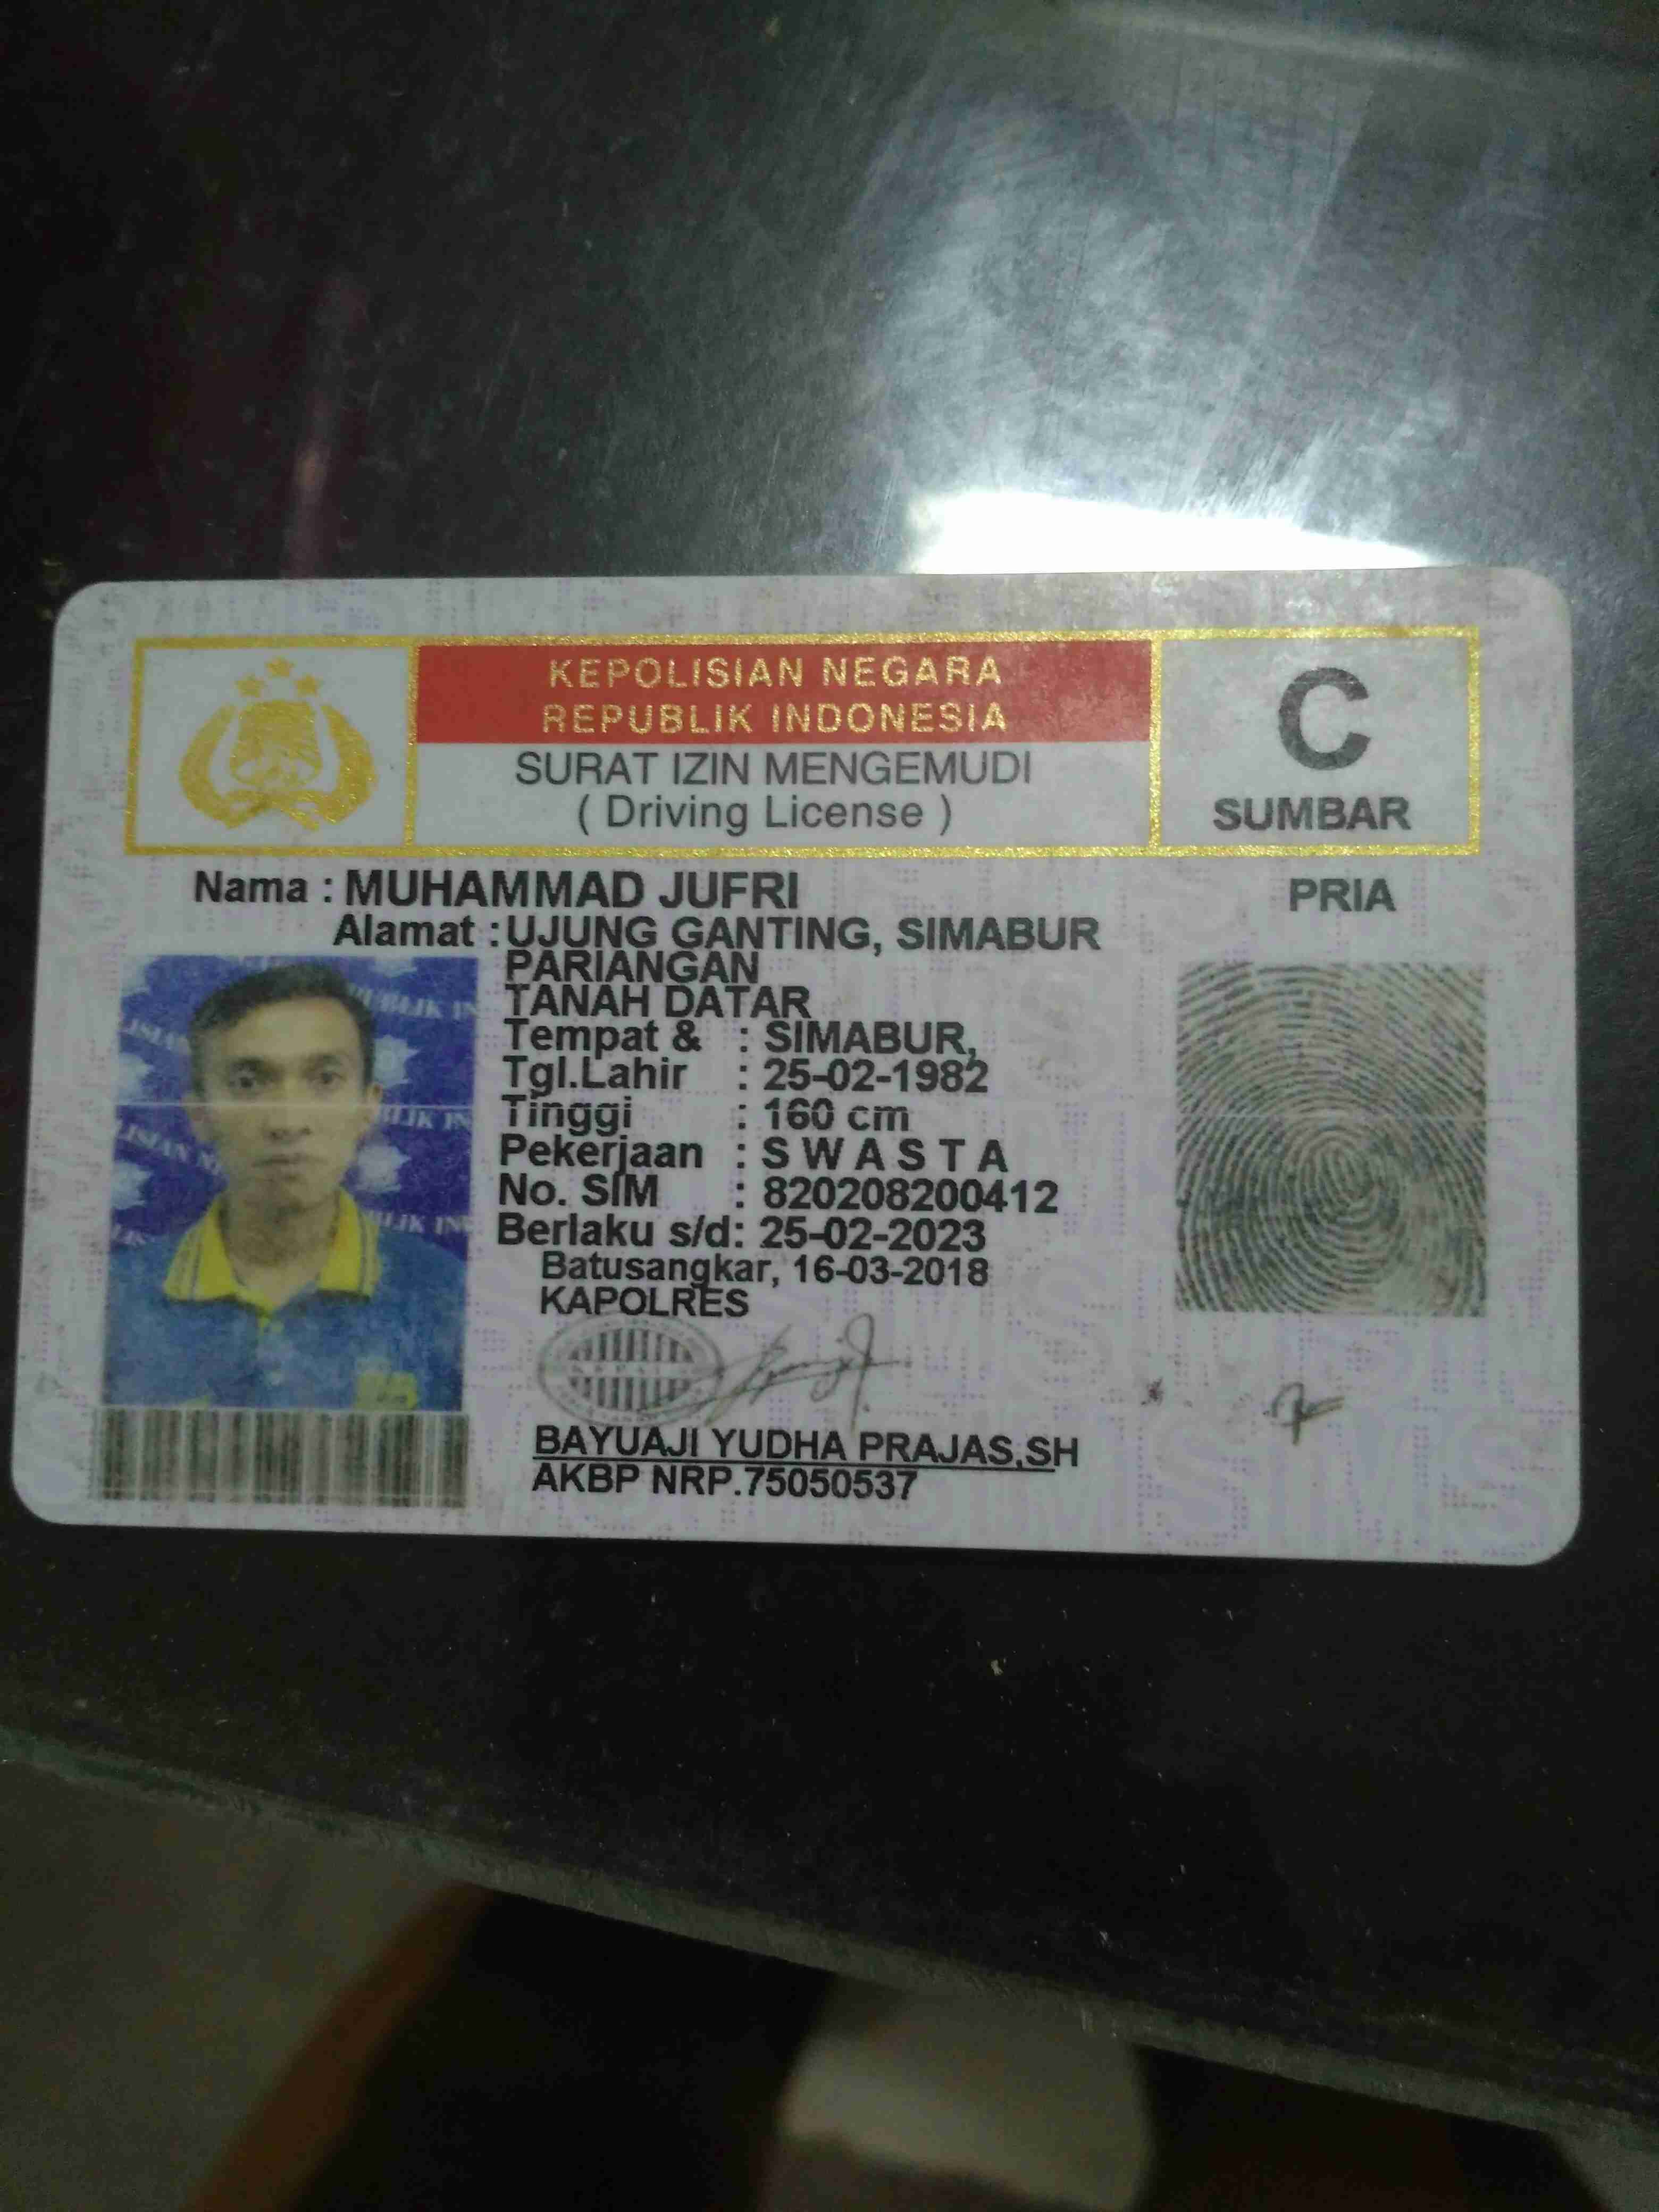 KEPOLISIAN NEGARA
REPUBLIK INDONESIA
SURAT IZIN MENGEMUDI
( Driving License )
C
SUMBAR
Nama : MUHAMMAD JUFRI
PRIA
Alamat : UJUNG GANTING, SIMABUR
PARIANGAN
TANAH DATAR
Tempat & : SIMABUR,
Tgl.Lahir : 25-02-1982
Tinggi : 160 cm
Pekerjaan : S W A S T A
No. SIM : 820208200412
Berlaku s/d: 25-02-2023
Batusangkar, 16-03-2018
KAPOLRES
BAYUAJI YUDHA PRAJAS,SH
AKBP NRP.75050537